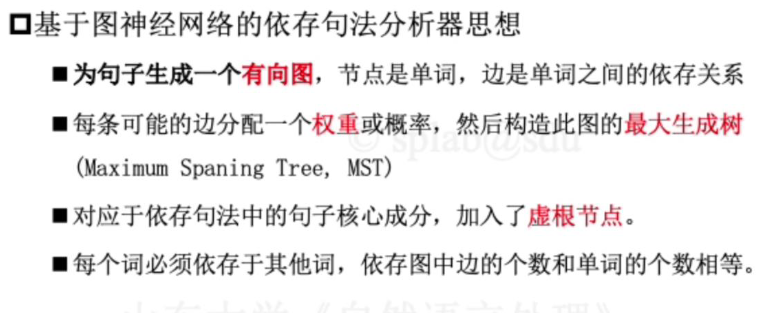 基于图神经网络的依存句法分析器思想
为句子生成一个有向图，节点是单词，边是单词之间的依存关系
每条可能的边分配一个权重或概率，然后构造此图的最大生成树
(Maximum Spaning Tree, MST)
© splab@sdu
对应于依存句法中的句子核心成分，加入了虚根节点。
每个词必须依存于其他词，依存图中边的个数和单词的个数相等。